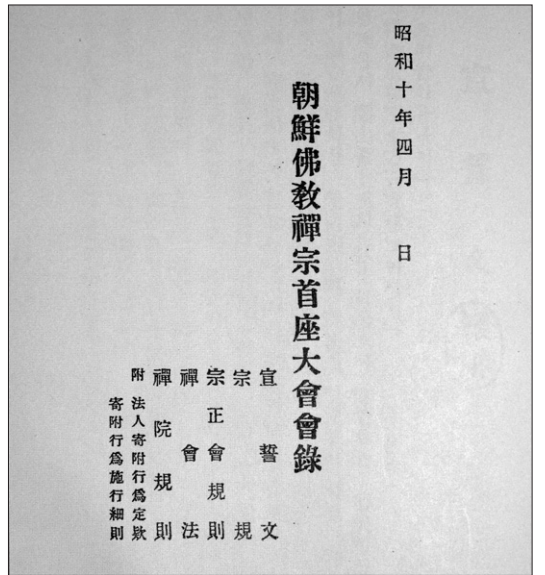 昭和十年四月　　日
朝鮮佛敎禪宗首座大會會錄
宣誓文
宗規
宗正會規則
禪會法
禪院規則
附 法人寄附行爲定欵
寄附行爲施行細則